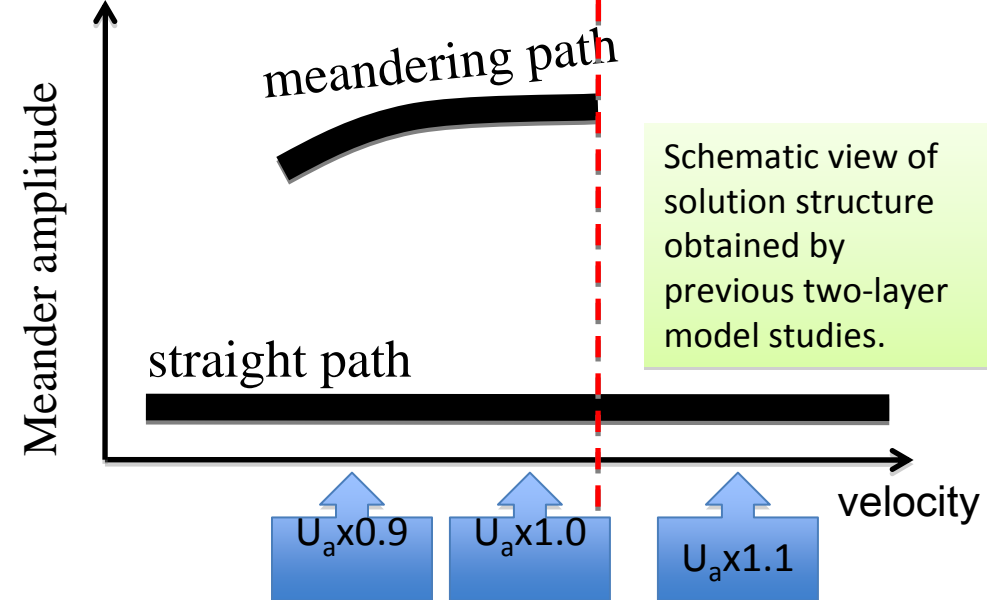 meandering path
Meander amplitude
Schematic view of
solution structure
obtained by
previous two-layer
model studies.
straight path
velocity
Uₐx0.9
Uₐx1.0
Uₐx1.1